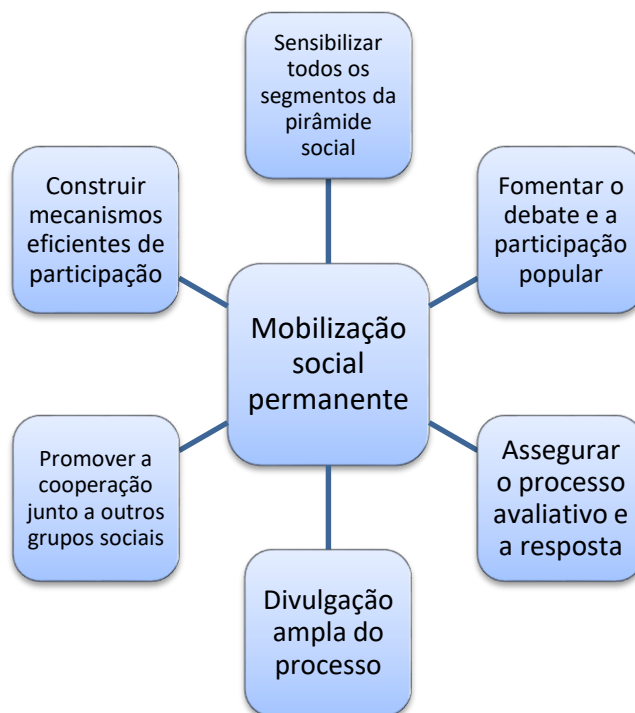 Sensibilizar
todos os
segmentos da
pirâmide
social
Construir
mecanismos
eficientes de
participação
Fomentar o
debate e a
participação
popular
Mobilização
social
permanente
Promover a
cooperação
junto a outros
grupos sociais
Assegurar
o processo
avaliativo e
a resposta
Divulgação
ampla do
processo